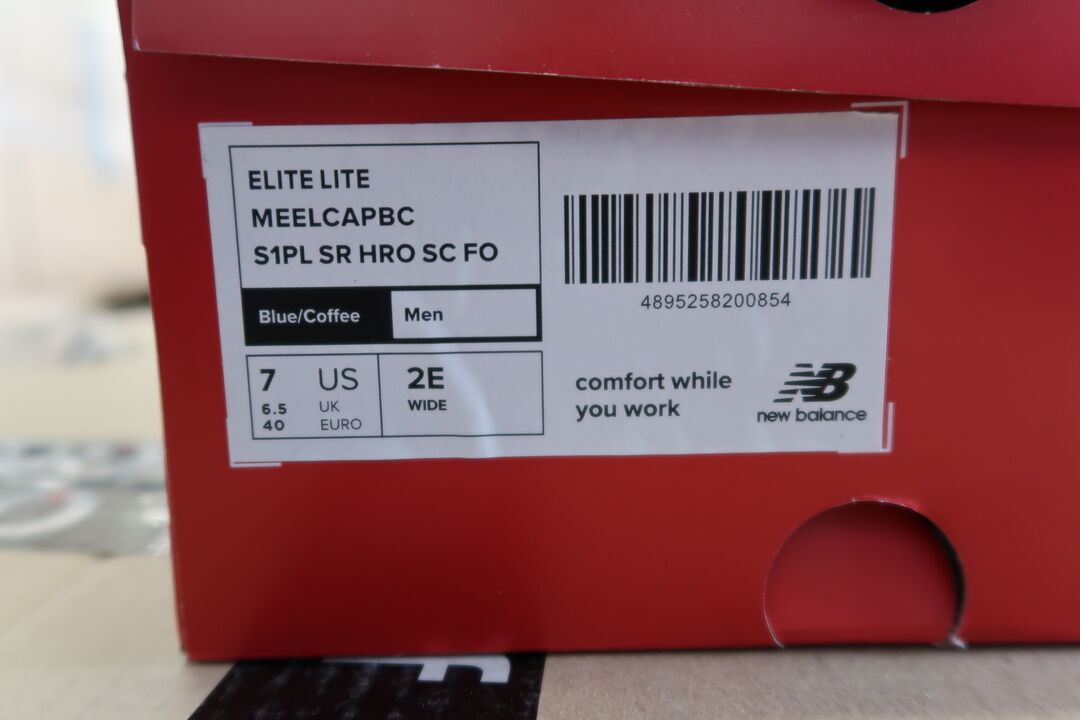 ELITE LITE
MEELCAPBC
S1PL SR HRO SC FO
Blue/Coffee Men
7 US 2E
6.5 UK WIDE
40 EURO
4895258200854
comfort while
you work
NB
new balance